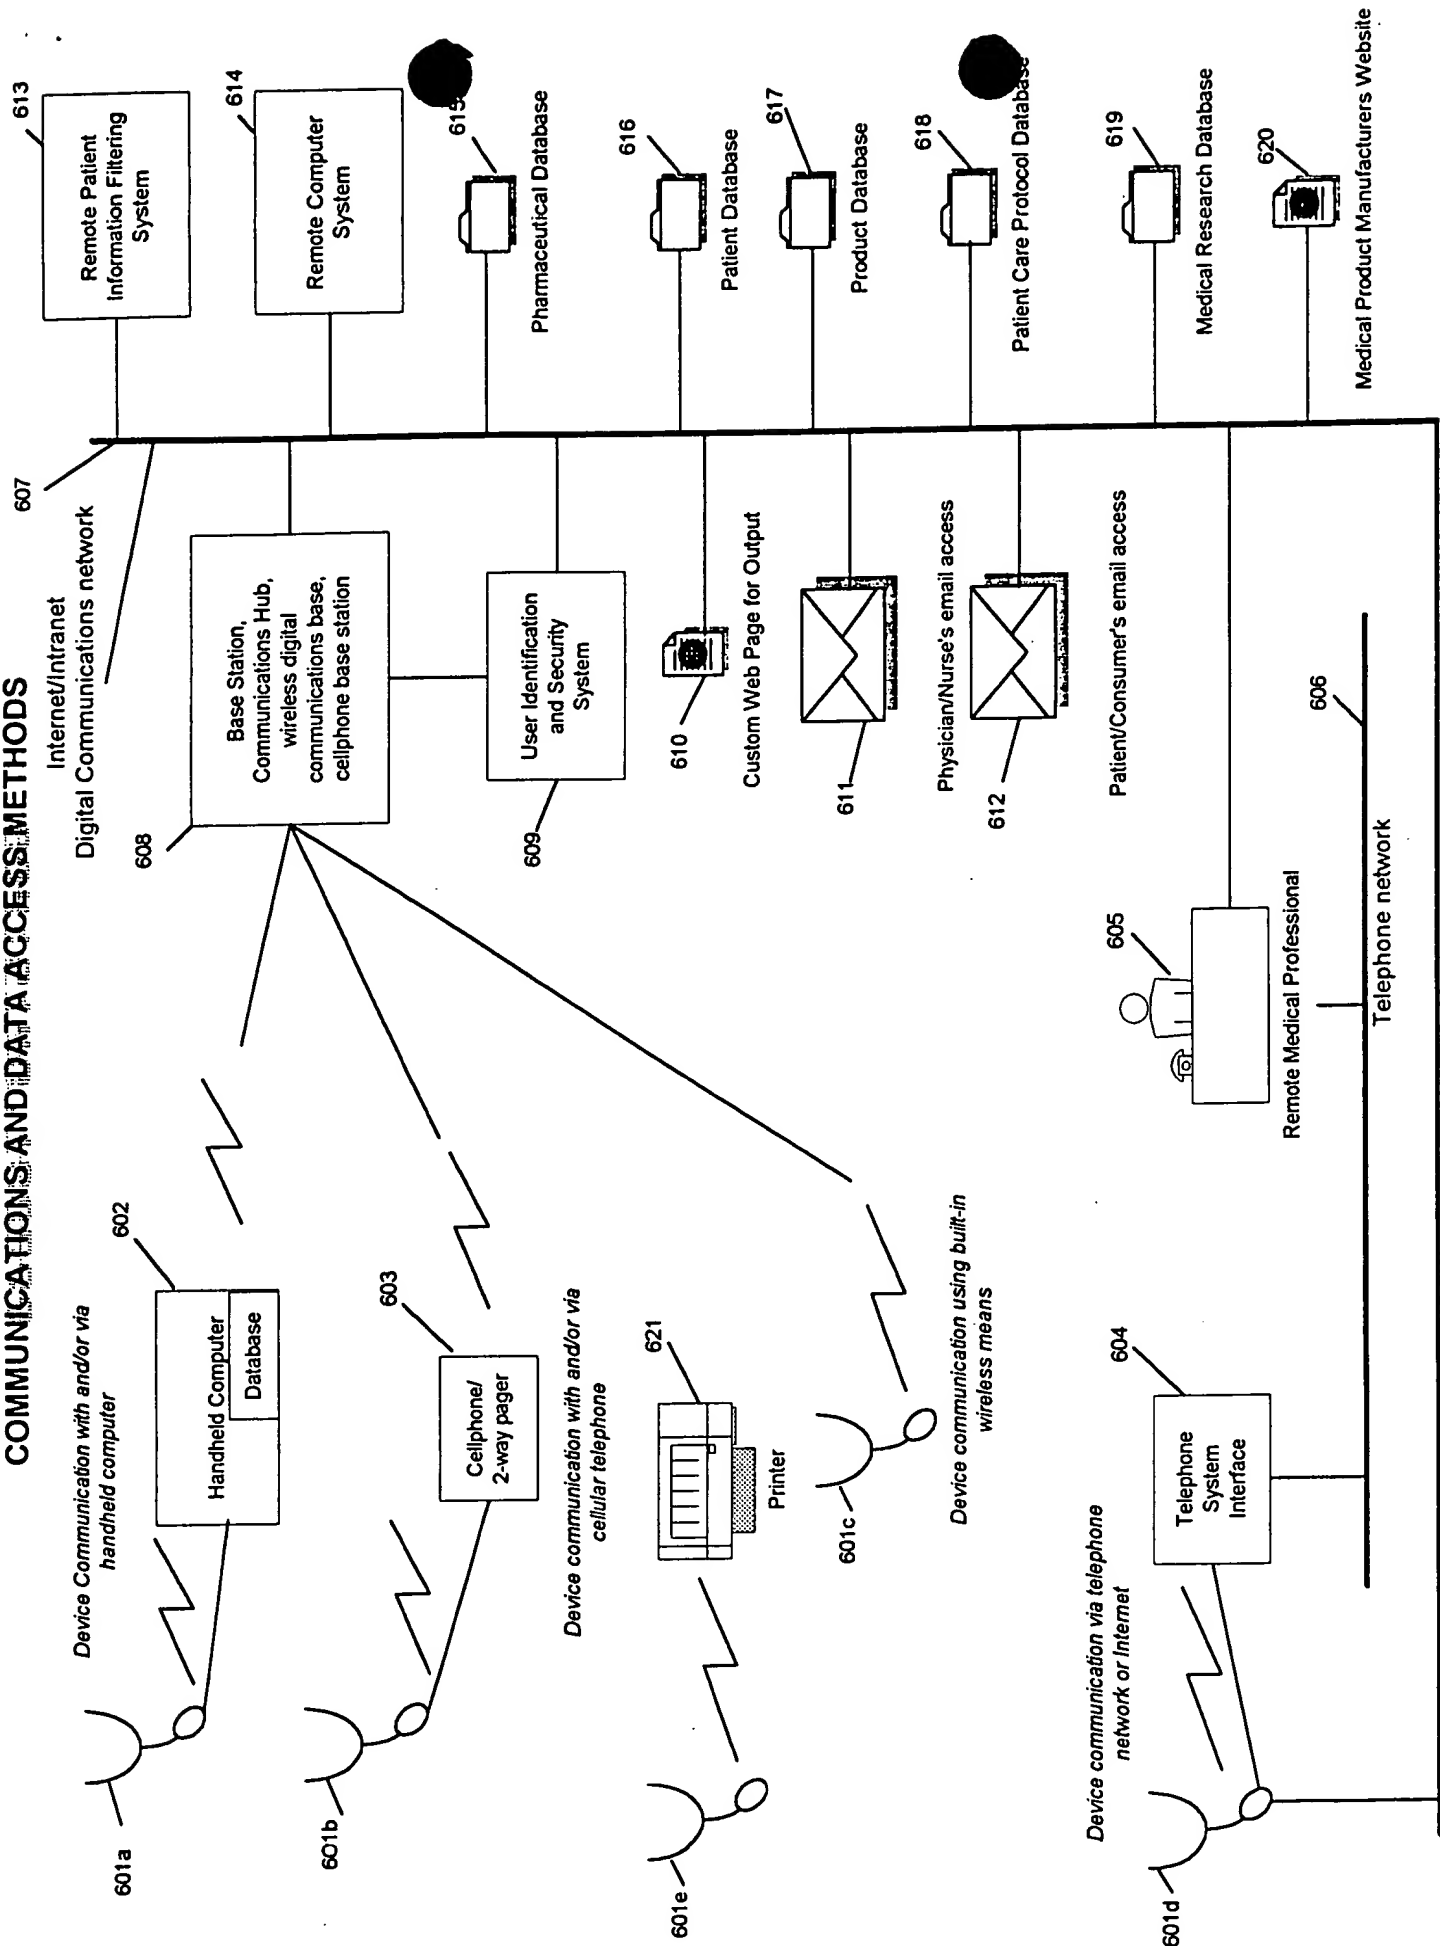 COMMUNICATIONS AND DATA ACCESS METHODS
Device Communication with and/or via
handheld computer
601a
602
Handheld Computer
Database
601b
603
Cellphone/
2-way pager
Device communication with and/or via
cellular telephone
601e
621
Printer
601c
Device communication using built-in
wireless means
Device communication via telephone
network or Internet
601d
604
Telephone
System
Interface
605
Remote Medical Professional
606
Telephone network
607
Internet/Intranet
Digital Communications network
608
Base Station,
Communications Hub,
wireless digital
communications base,
cellphone base station
609
User Identification
and Security
System
610
Custom Web Page for Output
611
Physician/Nurse's email access
612
Patient/Consumer's email access
613
Remote Patient
Information Filtering
System
614
Remote Computer
System
615
Pharmaceutical Database
616
Patient Database
617
Product Database
618
Patient Care Protocol Database
619
Medical Research Database
620
Medical Product Manufacturers Website